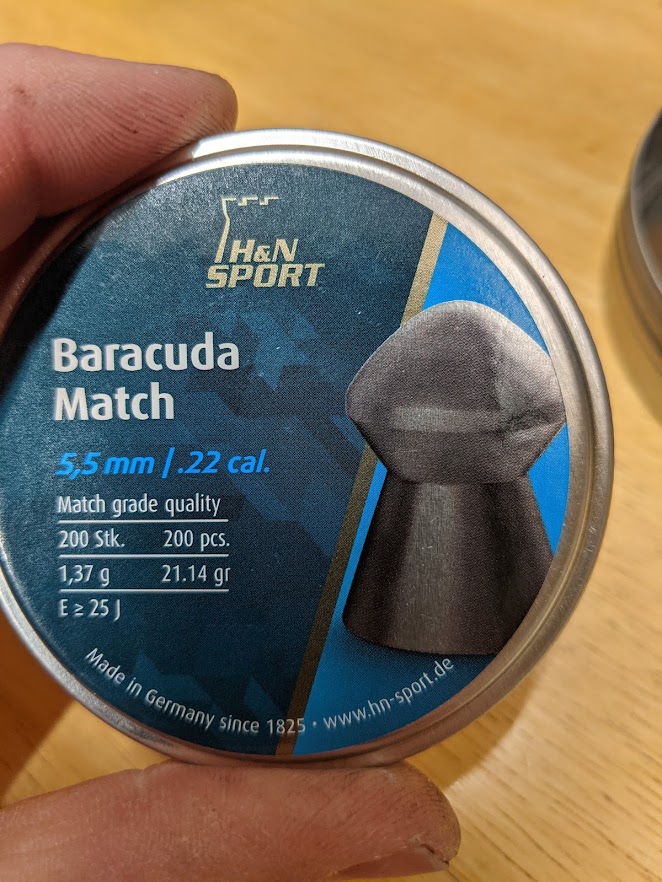 H&N
SPORT
Baracuda
Match
5,5 mm / .22 cal.
Match grade quality
200 Stk. 200 pcs.
1,37 g 21.14 gr
E ≥ 25 J
Made in Germany since 1825 · www.hn-sport.de